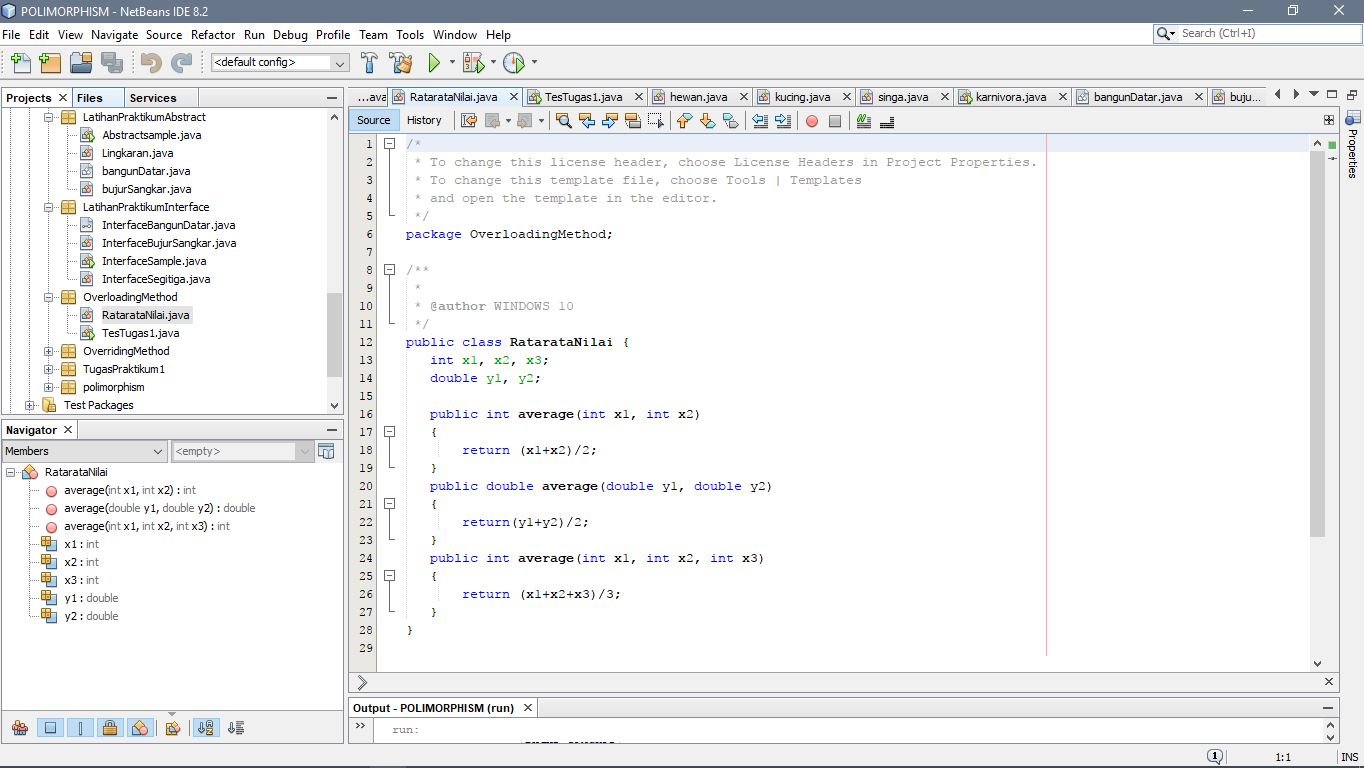 POLIMORPHISM - NetBeans IDE 8.2
File Edit View Navigate Source Refactor Run Debug Profile Team Tools Window Help
Search (Ctrl+I)
<default config>
Projects Files Services
LatihanPraktikumAbstract
Abstractsample.java
Lingkaran.java
bangunDatar.java
bujurSangkar.java
LatihanPraktikumInterface
InterfaceBangunDatar.java
InterfaceBujurSangkar.java
InterfaceSample.java
InterfaceSegitiga.java
OverloadingMethod
RatarataNilai.java
TesTugas1.java
OverridingMethod
TugasPraktikum1
polimorphism
Test Packages
Navigator
Members <empty>
RatarataNilai
average(int x1, int x2) : int
average(double y1, double y2) : double
average(int x1, int x2, int x3) : int
x1 : int
x2 : int
x3 : int
y1 : double
y2 : double
...ava RatarataNilai.java TesTugas1.java hewan.java kucing.java singa.java karnivora.java bangunDatar.java buju...
Source History
1 /*
2 * To change this license header, choose License Headers in Project Properties.
3 * To change this template file, choose Tools | Templates
4 * and open the template in the editor.
5 */
6 package OverloadingMethod;
7
8 /**
9 *
10 * @author WINDOWS 10
11 */
12 public class RatarataNilai {
13 int x1, x2, x3;
14 double y1, y2;
15
16 public int average(int x1, int x2)
17 {
18 return (x1+x2)/2;
19 }
20 public double average(double y1, double y2)
21 {
22 return(y1+y2)/2;
23 }
24 public int average(int x1, int x2, int x3)
25 {
26 return (x1+x2+x3)/3;
27 }
28 }
29
Properties
Output - POLIMORPHISM (run)
run:
1 1:1 INS